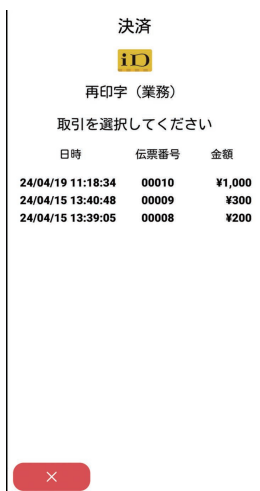 決済
iD
再印字（業務）
取引を選択してください
日時 伝票番号 金額
24/04/19 11:18:34 00010 ¥1,000
24/04/15 13:40:48 00009 ¥300
24/04/15 13:39:05 00008 ¥200
×